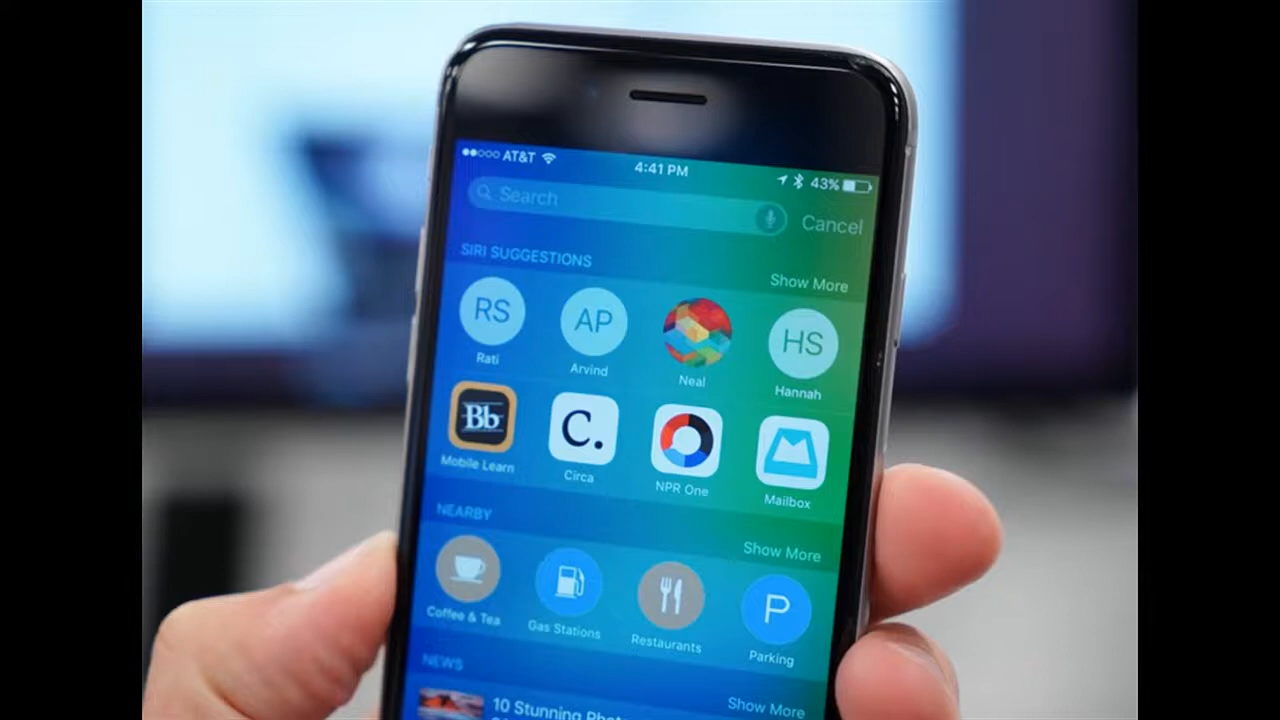 AT&T 4:41 PM 43%
Search Cancel
SIRI SUGGESTIONS Show More
RS AP HS
Rati Arvind Neal Hannah
Bb C.
Mobile Learn Circa NPR One Mailbox
NEARBY Show More
P
Coffee & Tea Gas Stations Restaurants Parking
NEWS Show More
10 Stunning